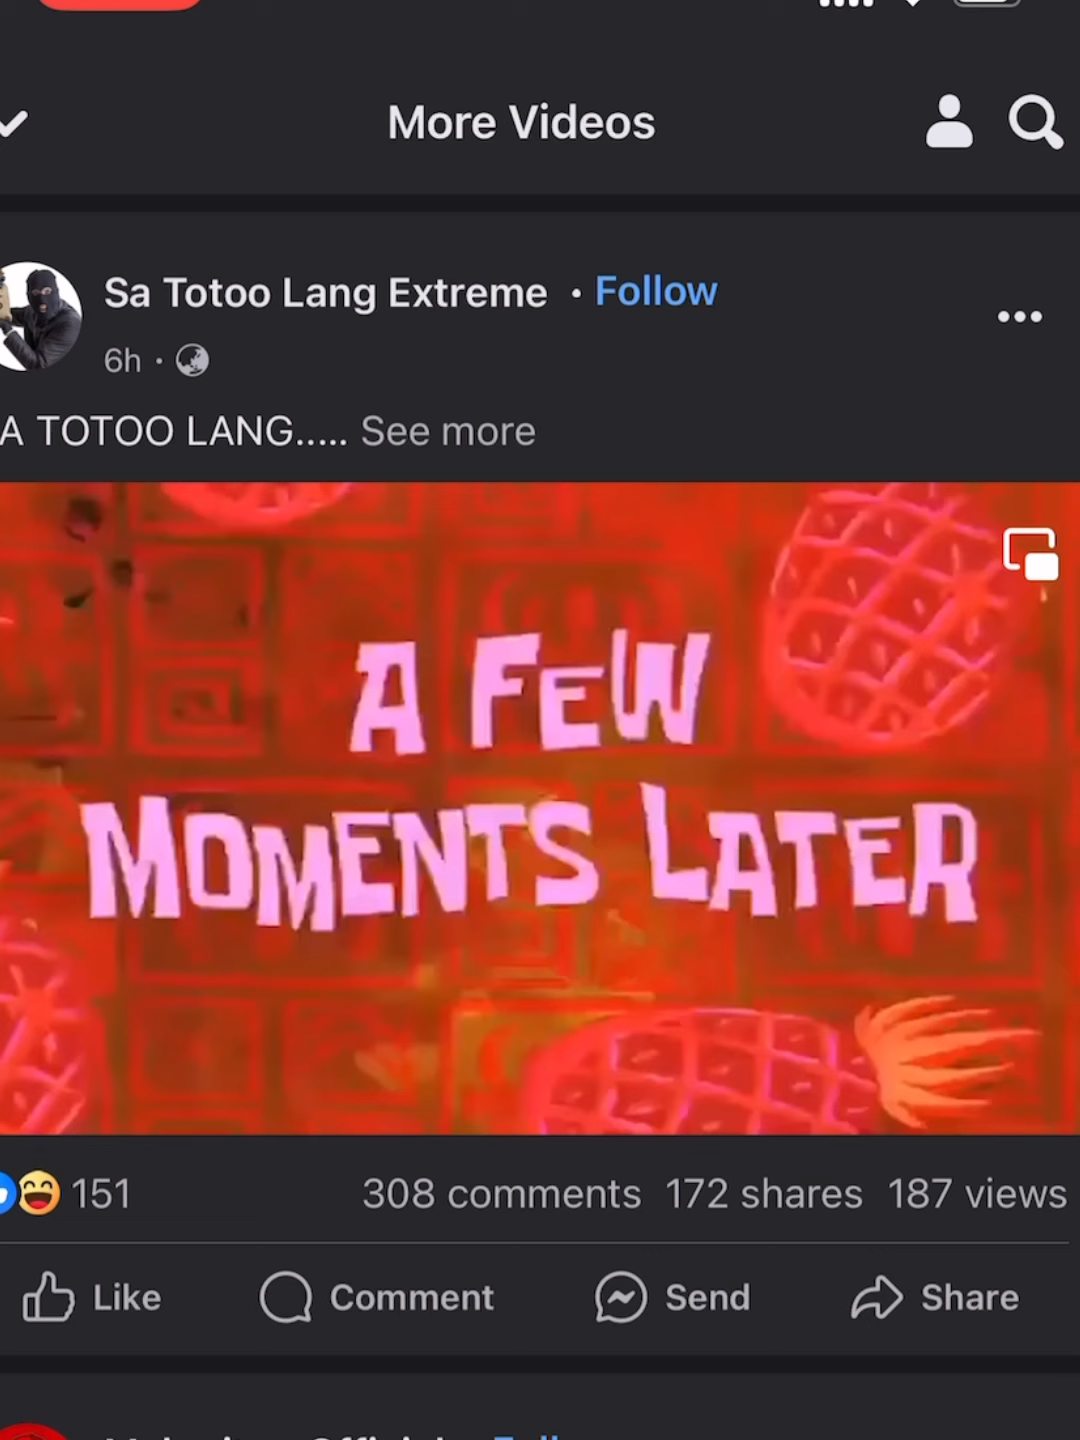 More Videos
Sa Totoo Lang Extreme · Follow
6h ·
A TOTOO LANG..... See more
A FEW
MOMENTS LATER
151 308 comments 172 shares 187 views
Like Comment Send Share